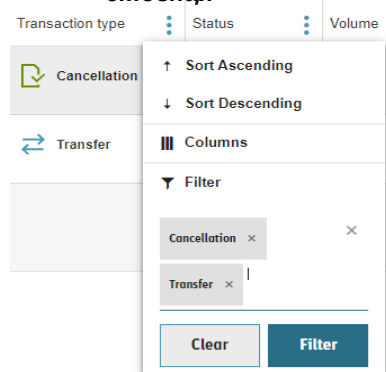 Transaction type Status Volume
Cancellation
↑ Sort Ascending
↓ Sort Descending
Transfer
Columns
Filter
Cancellation ×
×
Transfer ×
Clear Filter